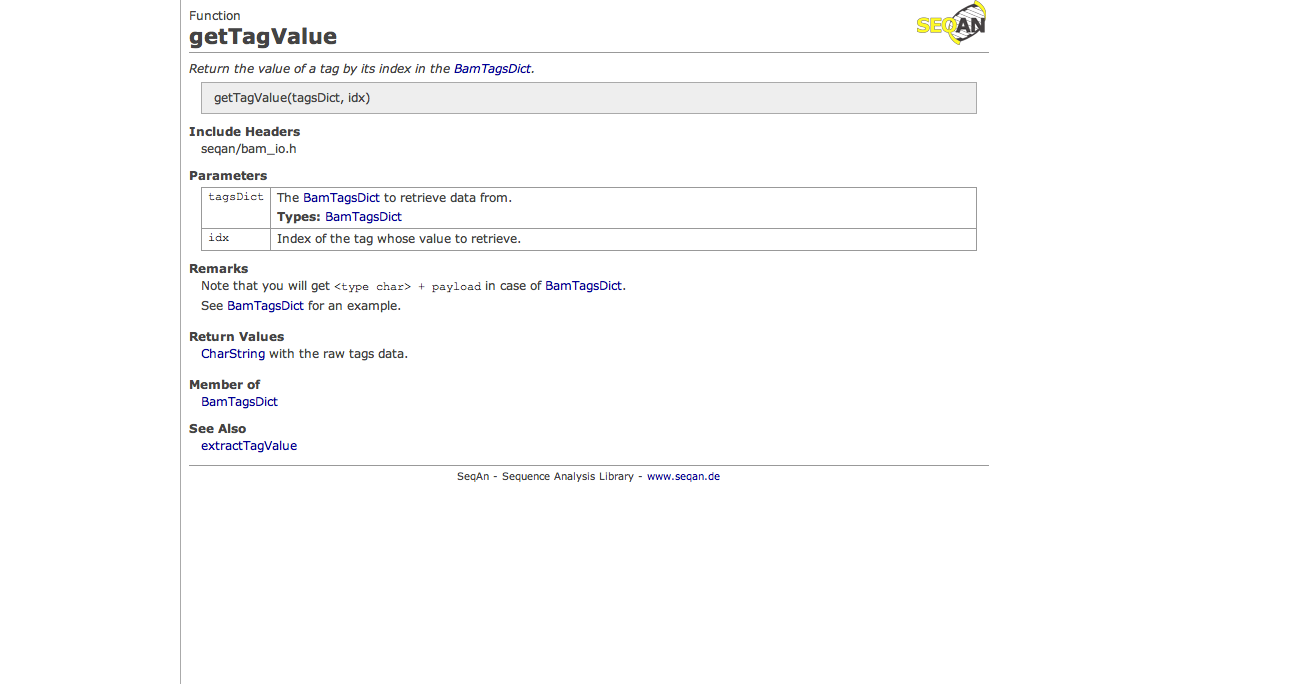 Function
getTagValue
SEQAN
Return the value of a tag by its index in the BamTagsDict.
getTagValue(tagsDict, idx)
Include Headers
seqan/bam_io.h
Parameters
tagsDict The BamTagsDict to retrieve data from.
Types: BamTagsDict
idx Index of the tag whose value to retrieve.
Remarks
Note that you will get <type char> + payload in case of BamTagsDict.
See BamTagsDict for an example.
Return Values
CharString with the raw tags data.
Member of
BamTagsDict
See Also
extractTagValue
SeqAn - Sequence Analysis Library - www.seqan.de